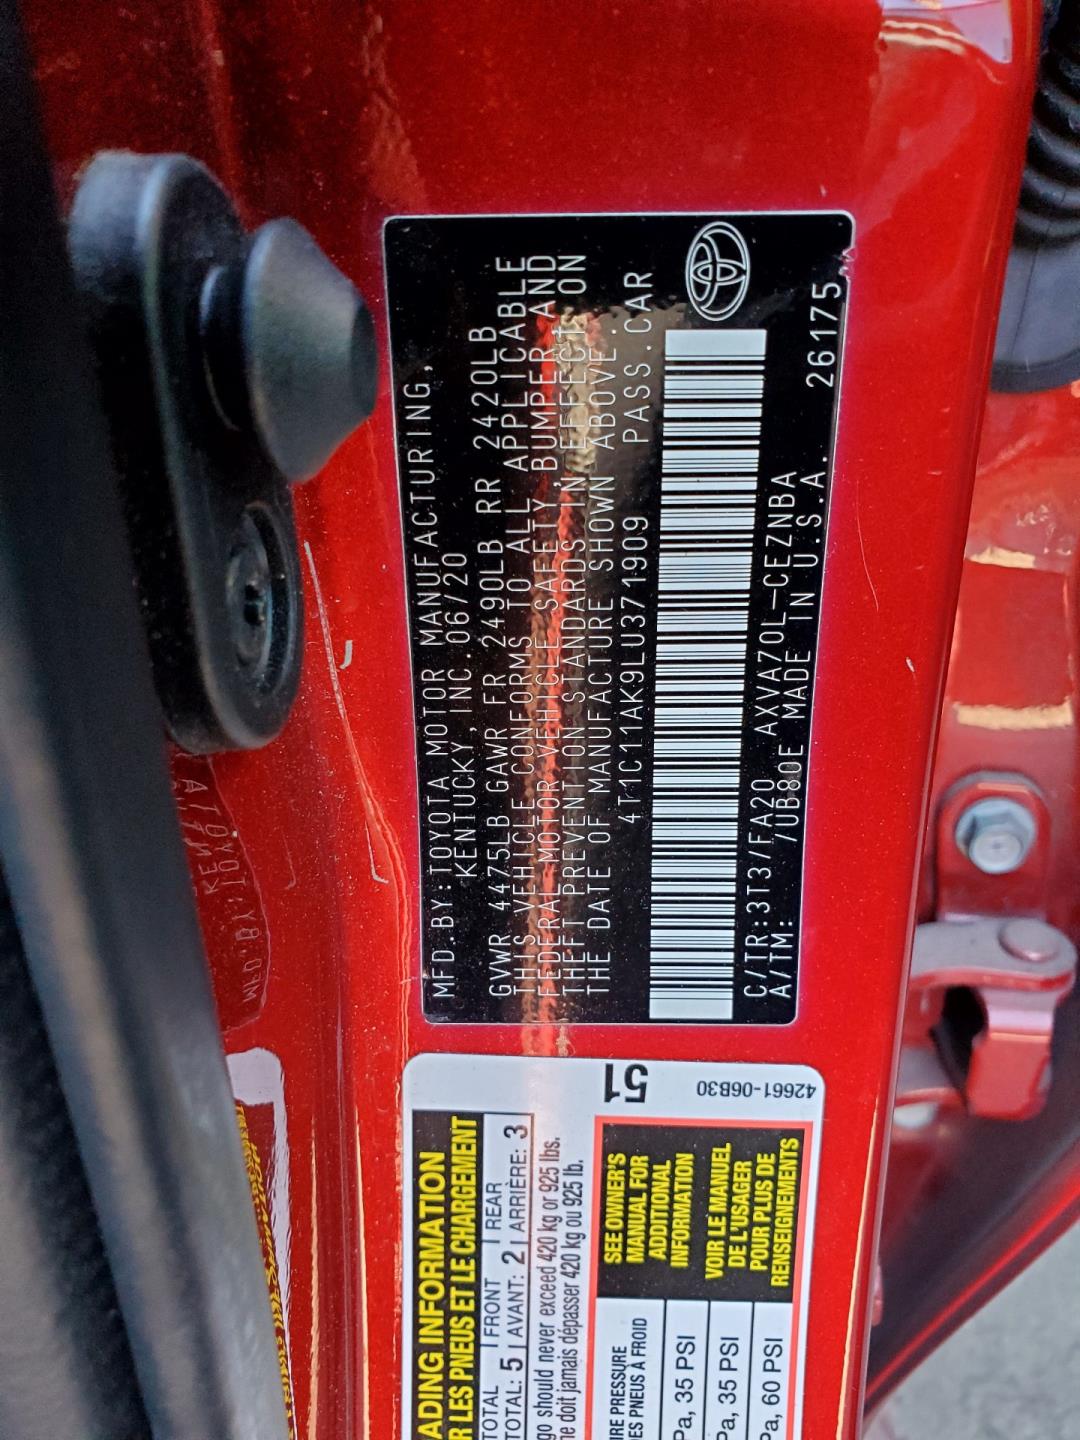 MFD.BY:TOYOTA MOTOR MANUFACTURING,
KENTUCKY, INC. 06/20
GVWR 4475LB GAWR FR 2490LB RR 2420LB
THIS VEHICLE CONFORMS TO ALL APPLICABLE
FEDERAL MOTOR VEHICLE SAFETY, BUMPER, AND
THEFT PREVENTION STANDARDS IN EFFECT ON
THE DATE OF MANUFACTURE SHOWN ABOVE.
4T1C11AK9LU371909 PASS.CAR
C/TR:3T3/FA20 AXVA70L-CEZNBA
A/TM: /UB80E MADE IN U.S.A. 26175
51
42661-06B30
ADING INFORMATION
R LES PNEUS ET LE CHARGEMENT
TOTAL FRONT REAR
TOTAL: 5 AVANT: 2 ARRIÈRE: 3
go should never exceed 420 kg or 925 lbs.
ne doit jamais dépasser 420 kg ou 925 lb.
IRE PRESSURE
DES PNEUS À FROID
Pa, 35 PSI
Pa, 35 PSI
Pa, 60 PSI
SEE OWNER'S
MANUAL FOR
ADDITIONAL
INFORMATION
VOIR LE MANUEL
DE L'USAGER
POUR PLUS DE
RENSEIGNEMENTS